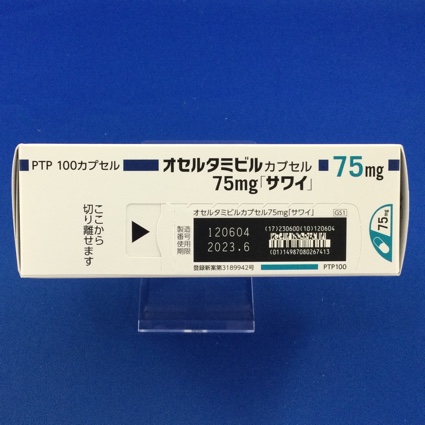 PTP 100カプセル
オセルタミビルカプセル
75mg「サワイ」
75mg
ここから
切り離せます
オセルタミビルカプセル75mg「サワイ」 GS1
製造
番号
120604
使用
期限
2023.6
(17)230600(10)120604
(01)14987080267413
登録新案第3189942号
PTP100
75mg